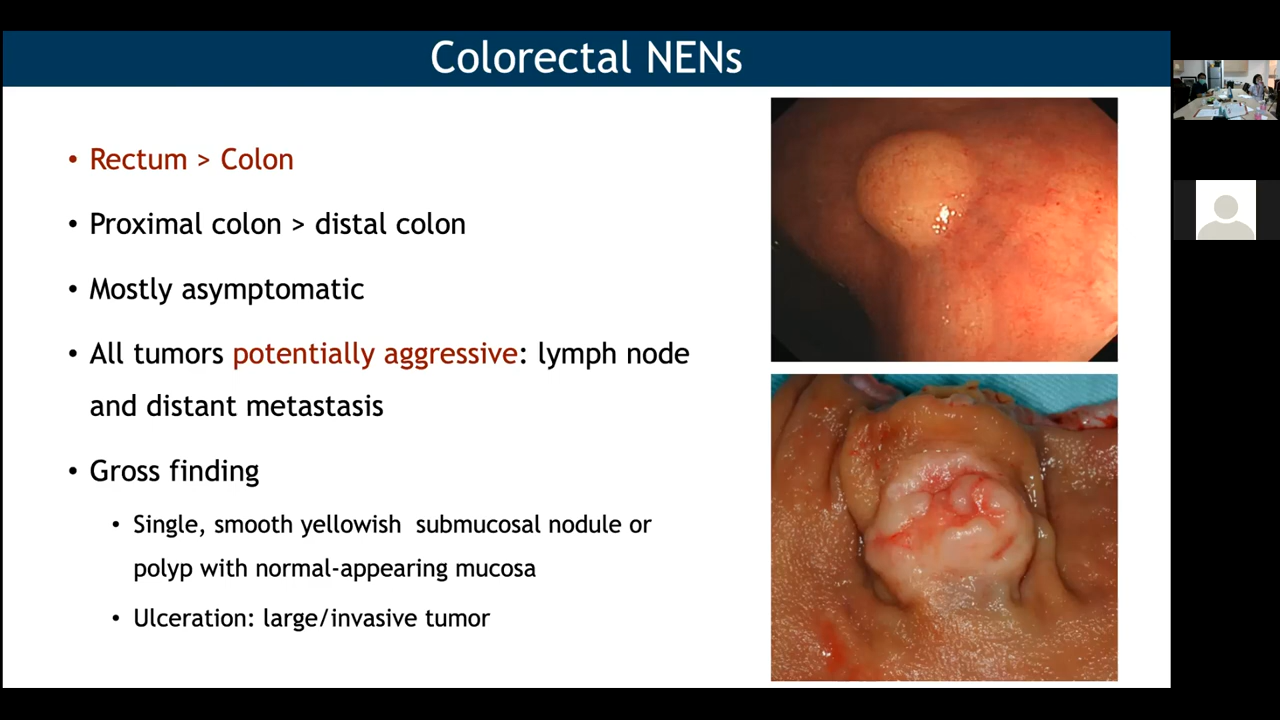 Colorectal NENs
• Rectum > Colon
• Proximal colon > distal colon
• Mostly asymptomatic
• All tumors potentially aggressive: lymph node
and distant metastasis
• Gross finding
• Single, smooth yellowish submucosal nodule or
polyp with normal-appearing mucosa
• Ulceration: large/invasive tumor